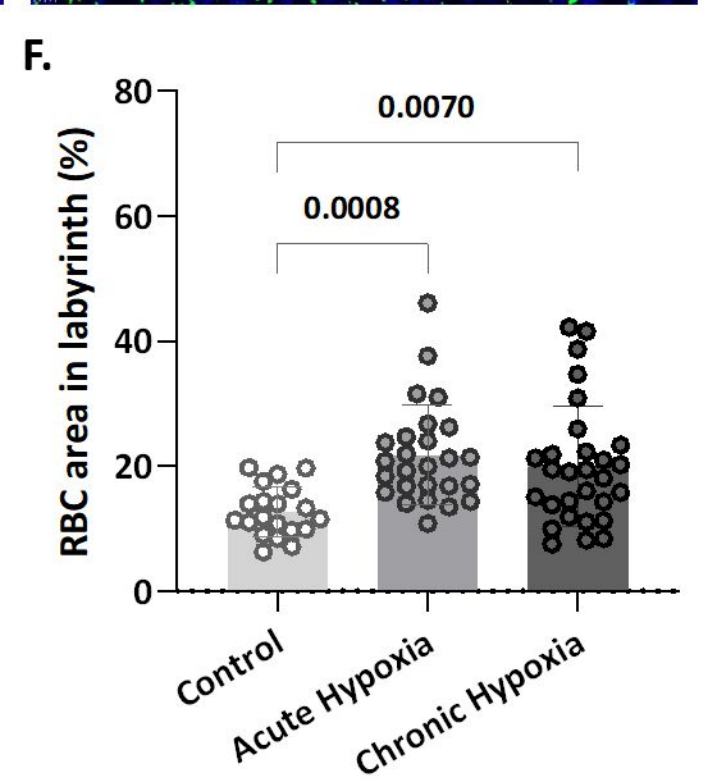 F.
RBC area in labyrinth (%)
80
60
40
20
0
0.0070
0.0008
Control
Acute Hypoxia
Chronic Hypoxia